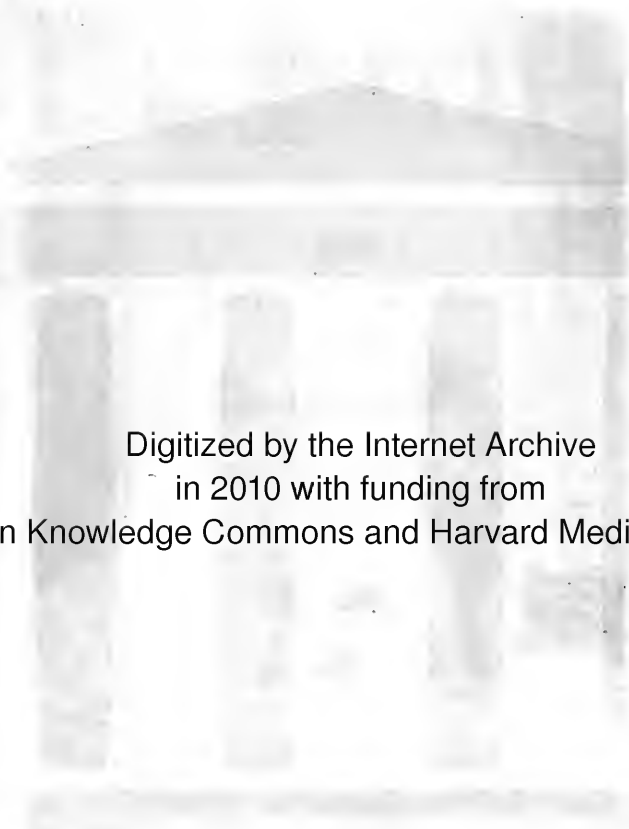 Digitized by the Internet Archive
in 2010 with funding from
n Knowledge Commons and Harvard Medi